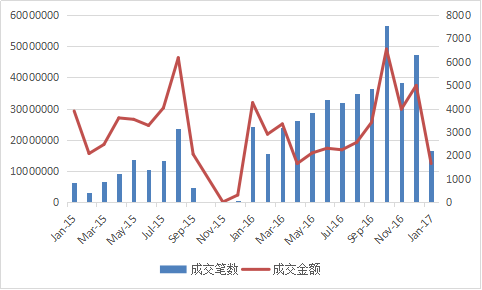 60000000
50000000
40000000
30000000
20000000
10000000
0
8000
7000
6000
5000
4000
3000
2000
1000
0
Jan-15
Mar-15
May-15
Jul-15
Sep-15
Nov-15
Jan-16
Mar-16
May-16
Jul-16
Sep-16
Nov-16
Jan-17
成交笔数 成交金额